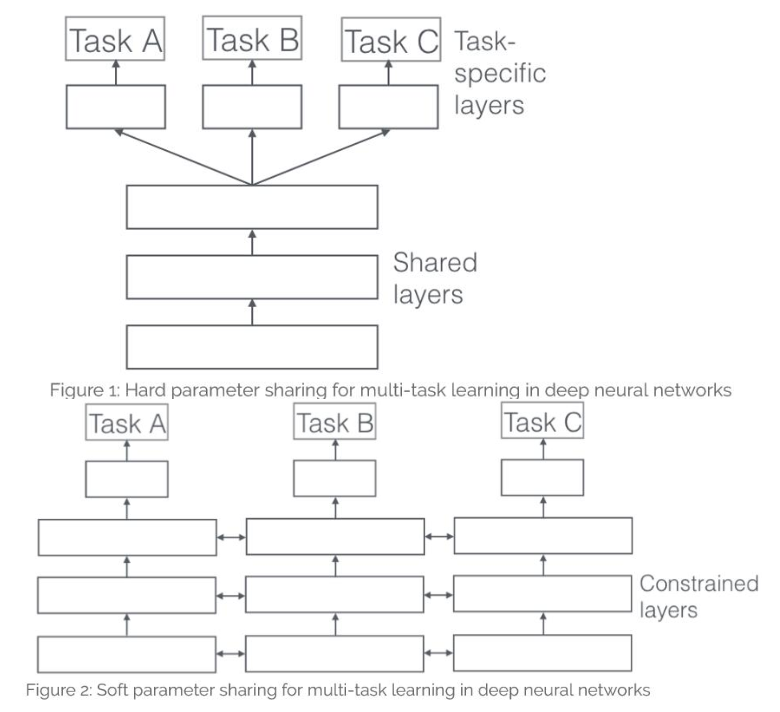 Task A Task B Task C
Task-
specific
layers
Shared
layers
Figure 1: Hard parameter sharing for multi-task learning in deep neural networks
Task A Task B Task C
Constrained
layers
Figure 2: Soft parameter sharing for multi-task learning in deep neural networks